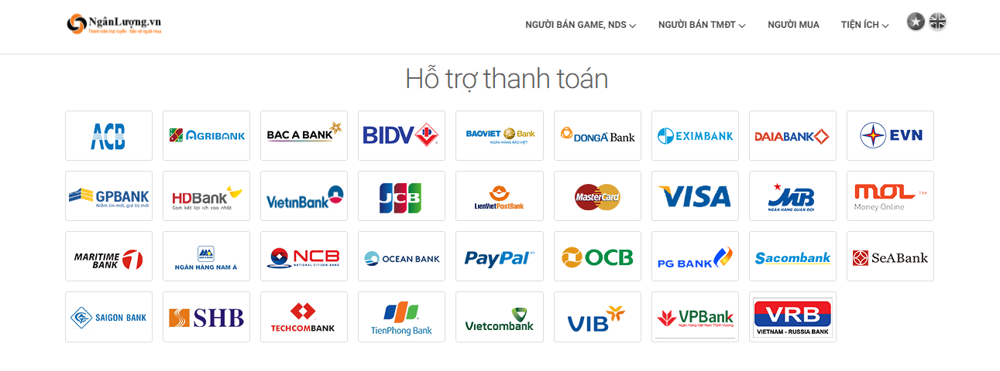 NgânLượng.vn
Thanh toán trực tuyến - Bảo vệ người mua
NGƯỜI BÁN GAME, NDS
NGƯỜI BÁN TMĐT
NGƯỜI MUA
TIỆN ÍCH
Hỗ trợ thanh toán
ACB
AGRIBANK
BAC A BANK
BIDV
BAOVIET Bank
NGÂN HÀNG BẢO VIỆT
DONGA Bank
EXIMBANK
DAIABANK
EVN
GPBANK
Niềm tin mới, giá trị mới
HDBank
Cam kết lợi ích cao nhất
VietinBank
JCB
LienVietPostBank
MasterCard
VISA
MB
NGÂN HÀNG QUÂN ĐỘI
MOL™
Money Online
MARITIME
BANK
NGÂN HÀNG NAM Á
NCB
NATIONAL CITIZEN BANK
OCEAN BANK
PayPal™
OCB
PG BANK
Sacombank
SeABank
SAIGON BANK
SHB
TECHCOMBANK
TienPhong Bank
Vietcombank
VIB
VPBank
Ngân Hàng Việt Nam Thịnh Vượng
VRB
VIETNAM - RUSSIA BANK